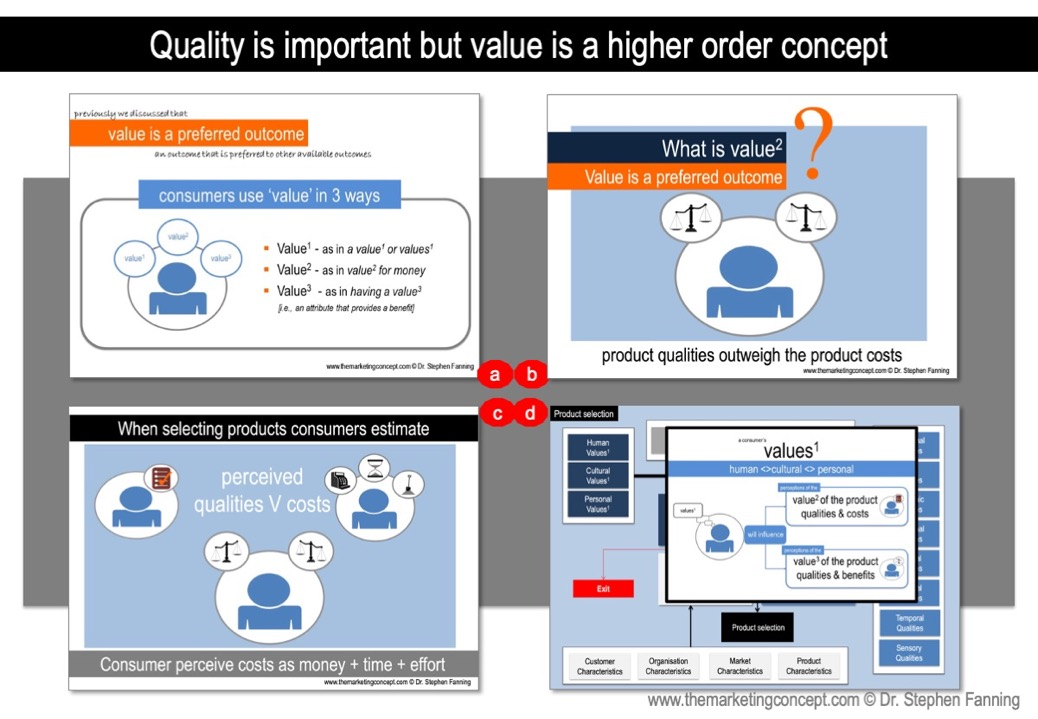 Quality is important but value is a higher order concept
previously we discussed that
value is a preferred outcome
an outcome that is preferred to other available outcomes
consumers use ‘value’ in 3 ways
value²
value¹
value²
▪ Value¹ - as in a value¹ or values¹
▪ Value² - as in value² for money
▪ Value³ - as in having a value³
[i.e., an attribute that provides a benefit]
www.themarketingconcept.com © Dr. Stephen Fanning
a
?
What is value²
Value is a preferred outcome
product qualities outweigh the product costs
www.themarketingconcept.com © Dr. Stephen Fanning
b
c
When selecting products consumers estimate
perceived
qualities V costs
Consumer perceive costs as money + time + effort
www.themarketingconcept.com © Dr. Stephen Fanning
d
Product selection
Human
Values¹
Cultural
Values¹
Personal
Values¹
a consumer's
values¹
human <>cultural <> personal
values¹
will influence
perceptions of the
value² of the product
qualities & costs
perceptions of the
value³ of the product
qualities & benefits
Exit
Product selection
Temporal
Qualities
Sensory
Qualities
Customer
Characteristics
Organisation
Characteristics
Market
Characteristics
Product
Characteristics
www.themarketingconcept.com © Dr. Stephen Fanning